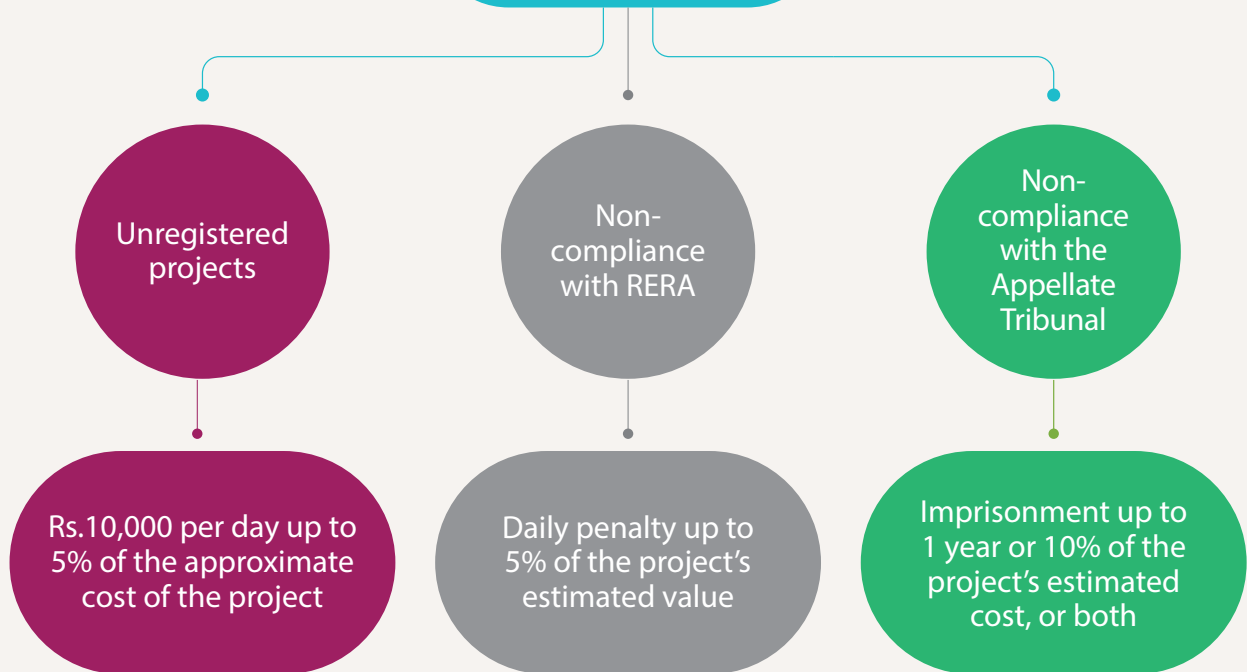 Unregistered
projects
Non-
compliance
with RERA
Non-
compliance
with the
Appellate
Tribunal
Rs.10,000 per day up to
5% of the approximate
cost of the project
Daily penalty up to
5% of the project’s
estimated value
Imprisonment up to
1 year or 10% of the
project’s estimated
cost, or both